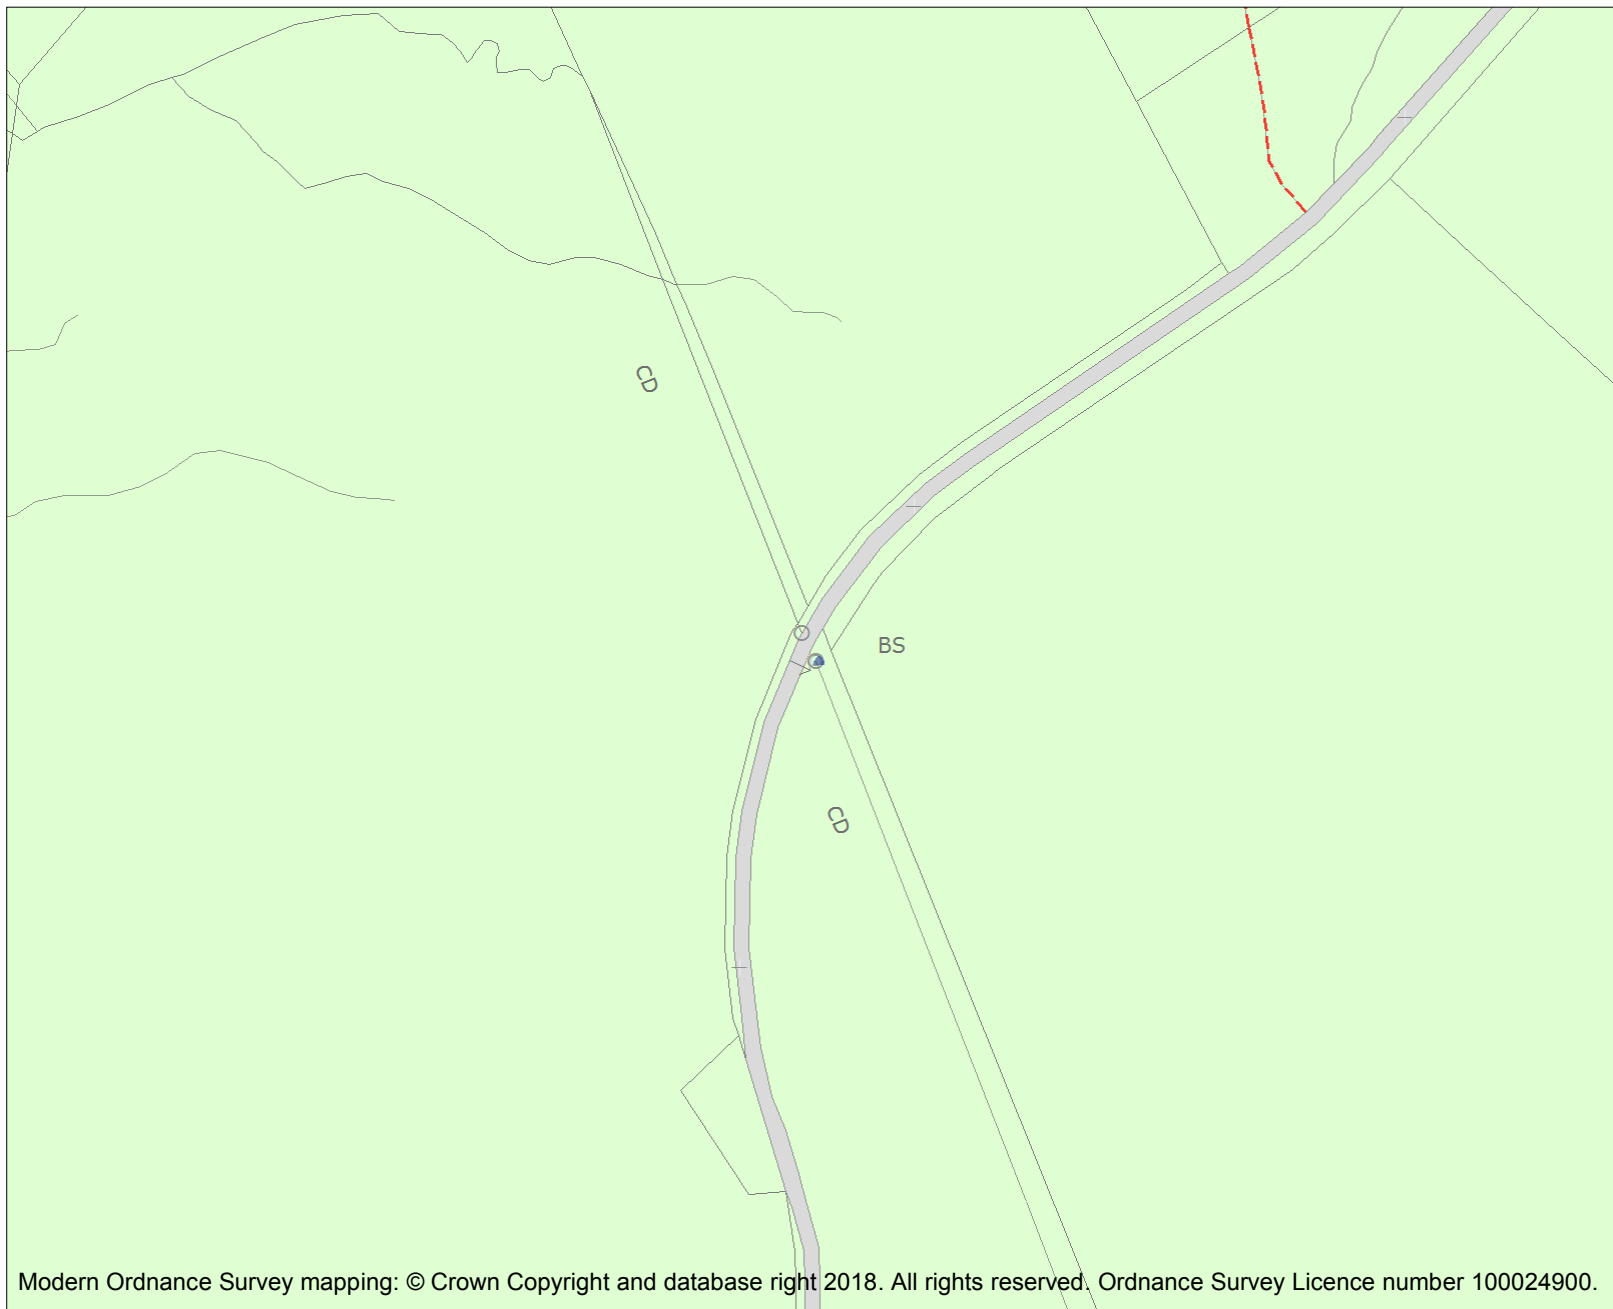 CD
BS
CD
Modern Ordnance Survey mapping: © Crown Copyright and database right 2018. All rights reserved. Ordnance Survey Licence number 100024900.